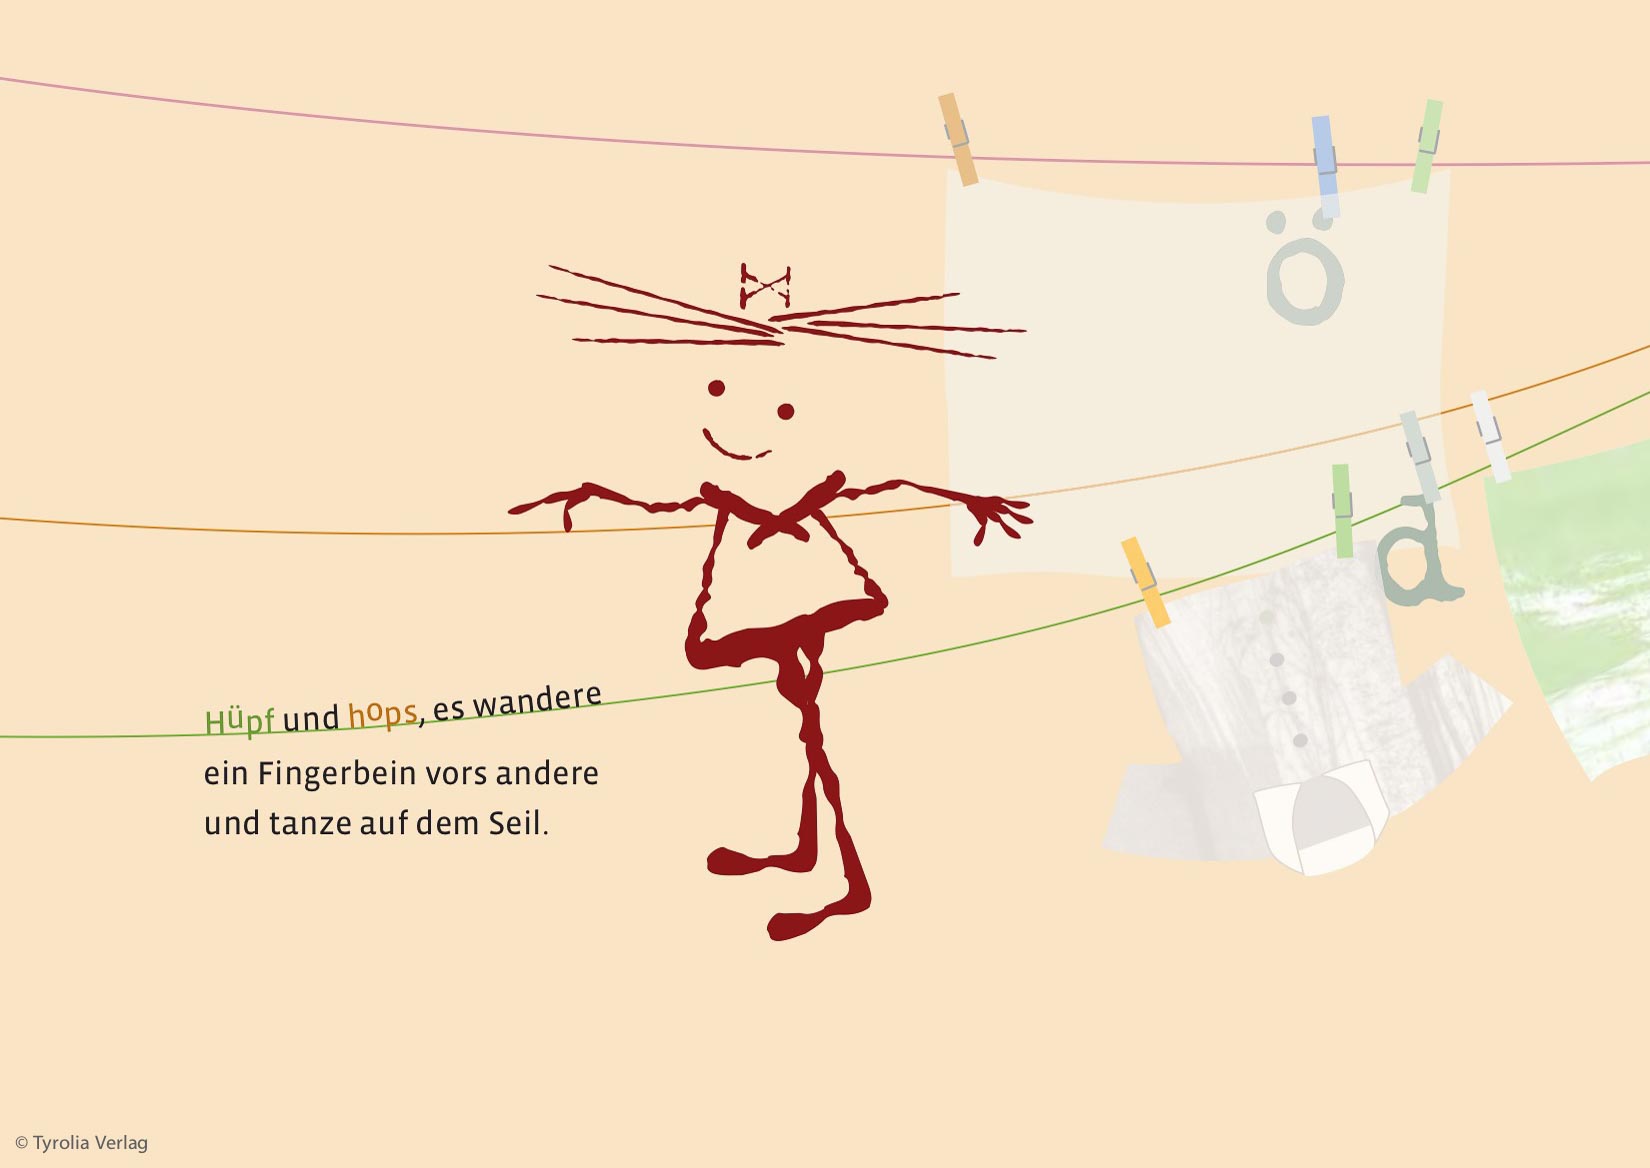 ö
d
Hüpf und hops, es wandere
ein Fingerbein vors andere
und tanze auf dem Seil.
© Tyrolia Verlag